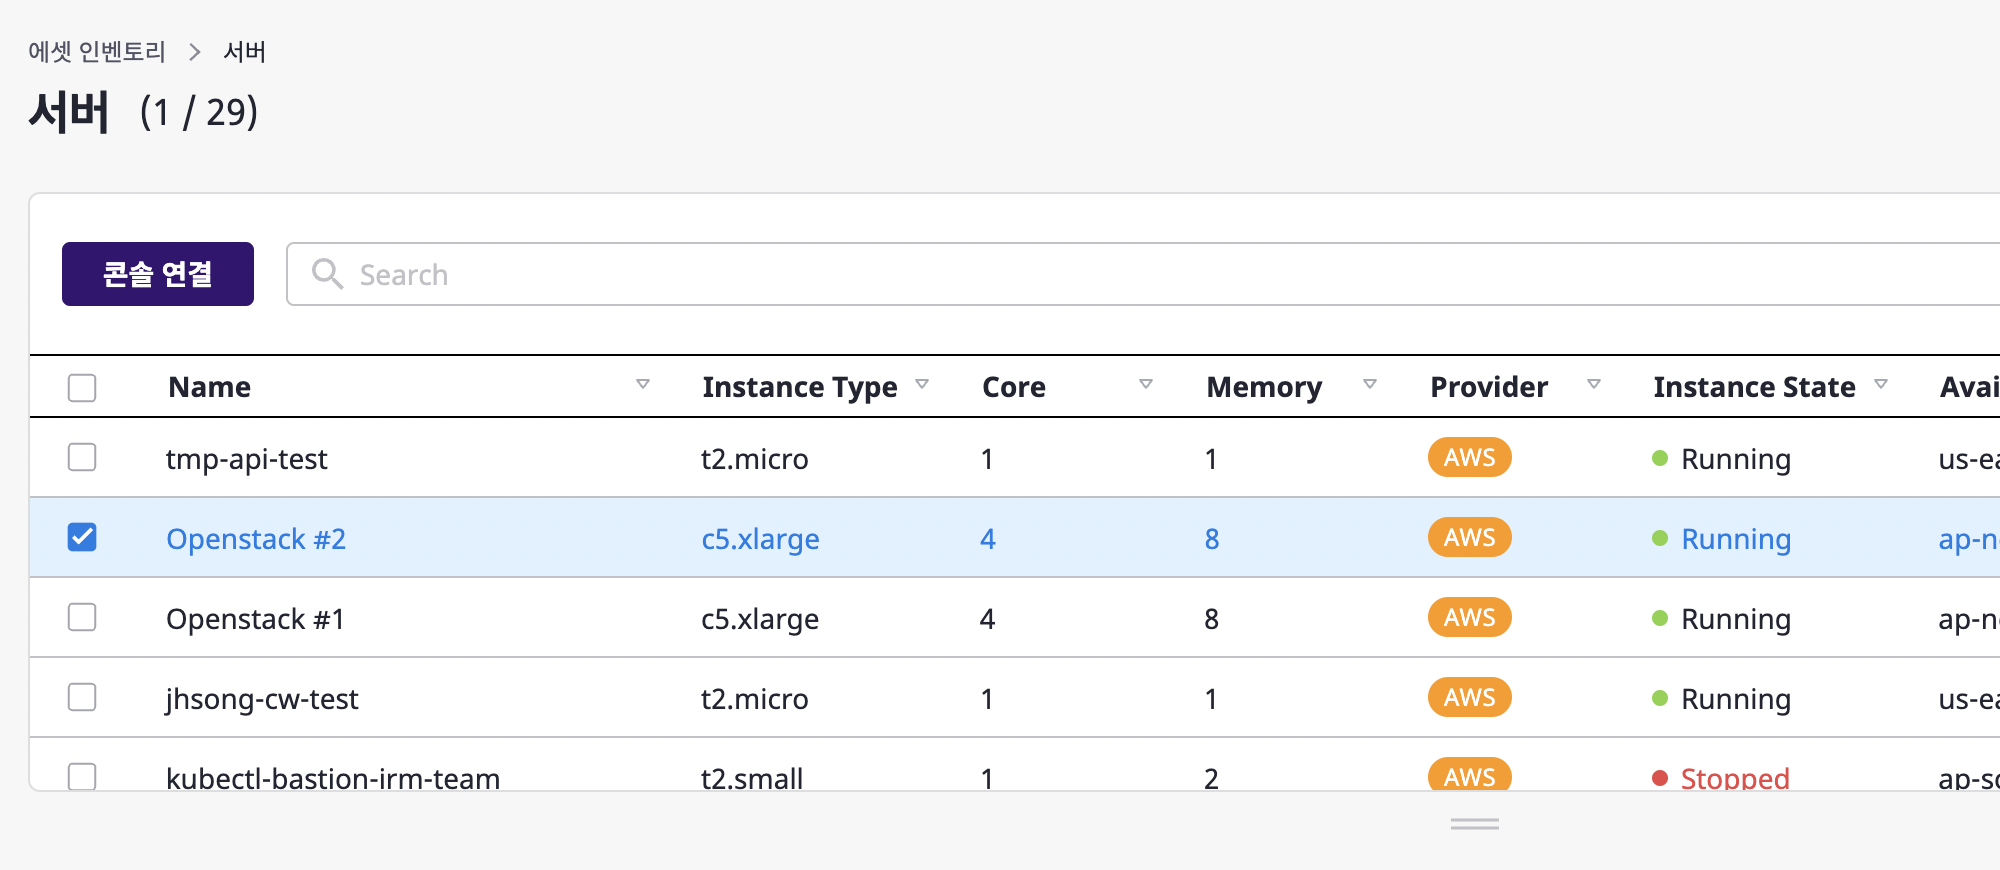 에셋 인벤토리 > 서버
서버 (1 / 29)
콘솔 연결 Search
Name Instance Type Core Memory Provider Instance State Avai
tmp-api-test t2.micro 1 1 AWS Running us-ea
Openstack #2 c5.xlarge 4 8 AWS Running ap-n
Openstack #1 c5.xlarge 4 8 AWS Running ap-n
jhsong-cw-test t2.micro 1 1 AWS Running us-ea
kubectl-bastion-irm-team t2.small 1 2 AWS Stopped ap-so